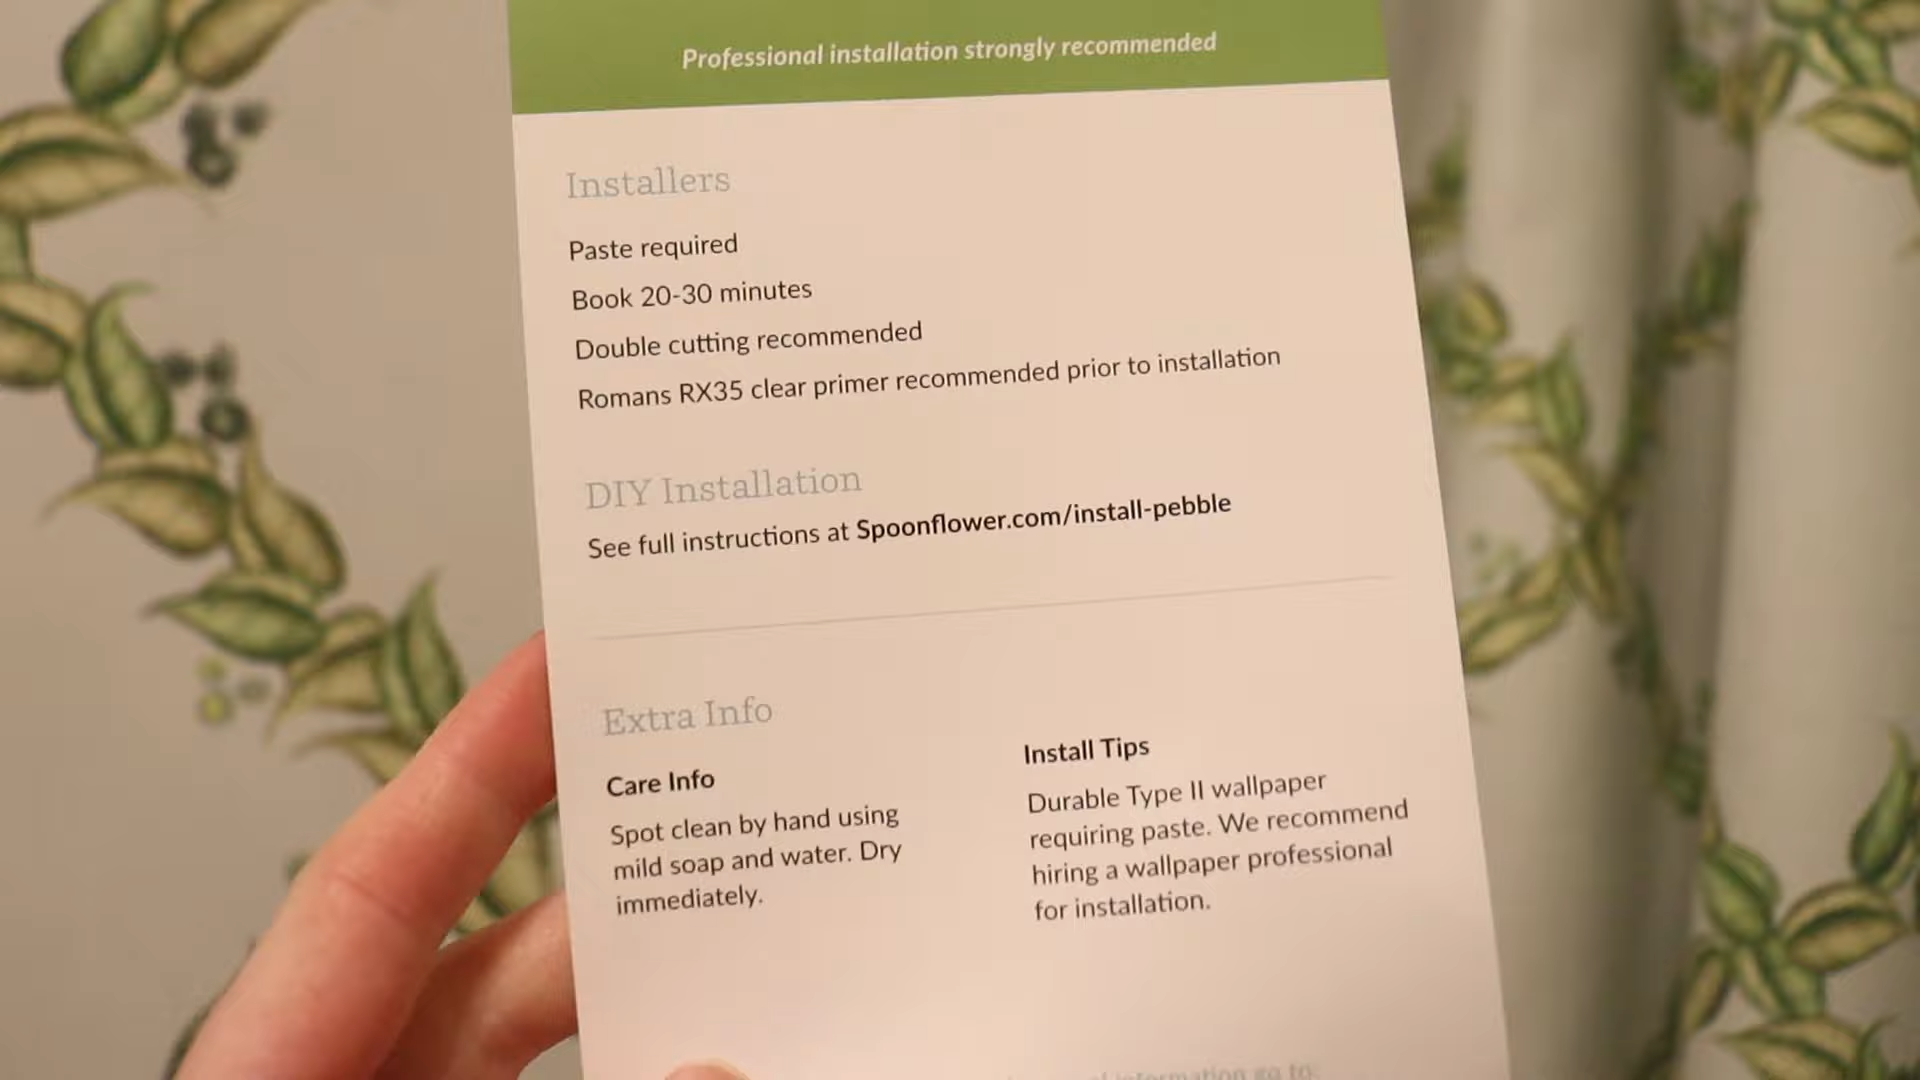 Professional installation strongly recommended
Installers
Paste required
Book 20-30 minutes
Double cutting recommended
Romans RX35 clear primer recommended prior to installation
DIY Installation
See full instructions at Spoonflower.com/install-pebble
Extra Info
Care Info
Spot clean by hand using
mild soap and water. Dry
immediately.
Install Tips
Durable Type II wallpaper
requiring paste. We recommend
hiring a wallpaper professional
for installation.
information go to: